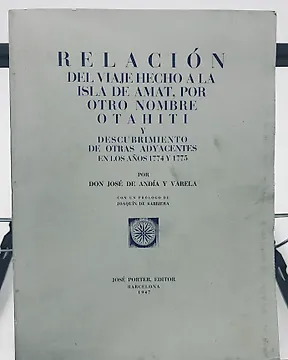 RELACIÓN
DEL VIAJE HECHO A LA
ISLA DE AMAT, POR
OTRO NOMBRE
OTAHITI
Y
DESCUBRIMIENTO
DE OTRAS ADYACENTES
EN LOS AÑOS 1774 Y 1775
POR
DON JOSÉ DE ANDÍA Y VARELA
CON UN PRÓLOGO DE
JOAQUÍN DE BARRERA
JOSÉ PORTER, EDITOR
BARCELONA
1947